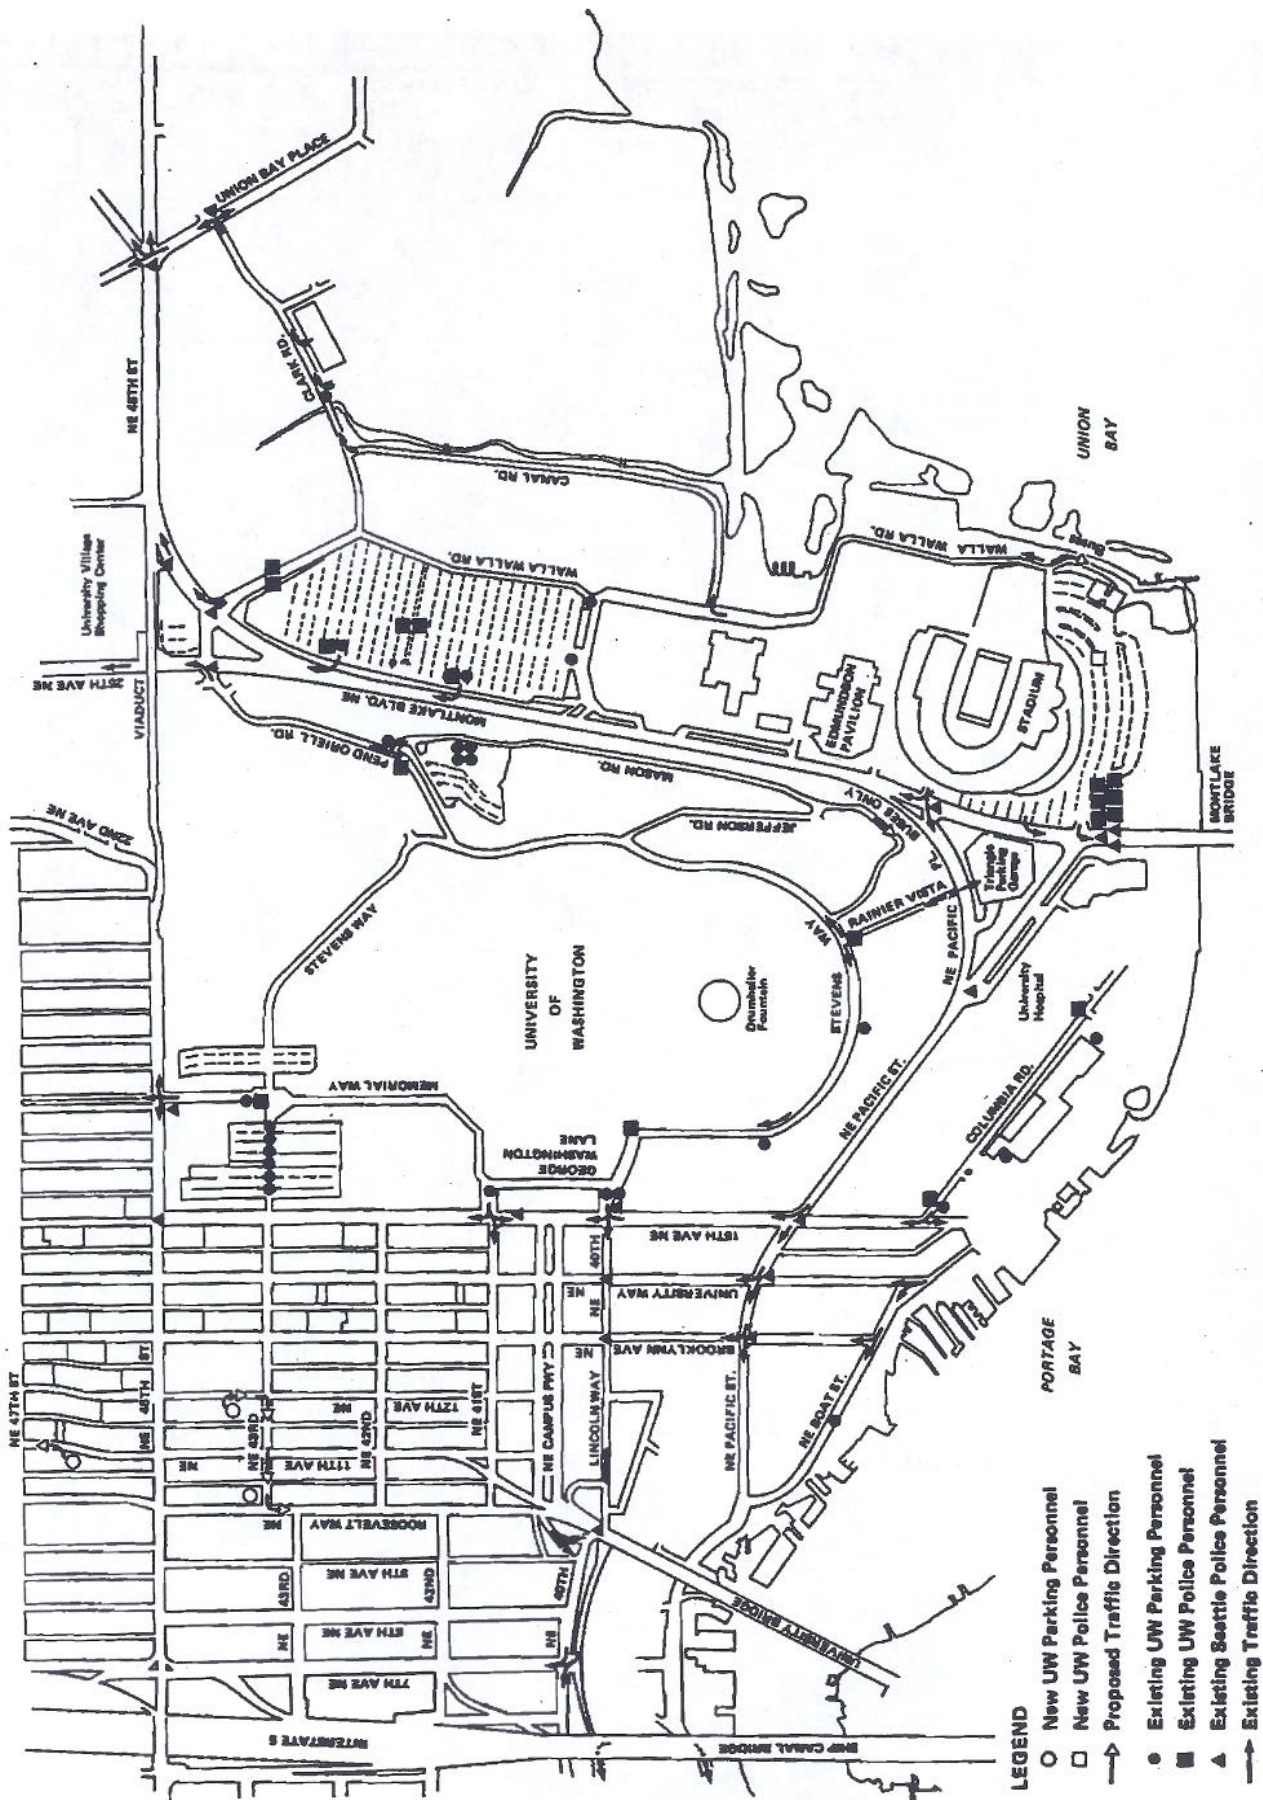 NE 47TH ST
22ND AVE NE
25TH AVE NE
VIADUCT
University Village
Shopping Center
NE 45TH ST
UNION BAY PLACE
CLARK RD.
CANAL RD.
WALLA WALLA RD.
WALLA WALLA RD.
MONTLAKE BLVD. NE
PEND ORIELL RD.
MASON RD.
JEFFERSON RD.
STEVENS WAY
BUSES ONLY
EDMUNDSON
PAVILION
STADIUM
Buses
UNION
BAY
MONTLAKE
BRIDGE
Triangle
Parking
Garage
RAINIER VISTA
NE PACIFIC PL
STEVENS WAY
UNIVERSITY
OF
WASHINGTON
Drumheller
Fountain
University
Hospital
MEMORIAL WAY
GEORGE
WASHINGTON
LANE
NE PACIFIC ST.
COLUMBIA RD.
15TH AVE NE
UNIVERSITY WAY NE
BROOKLYN AVE NE
NE 45TH ST
NE 43RD
NE 42ND
NE 41ST
NE CAMPUS PKY
NE 40TH
LINCOLN WAY
12TH AVE NE
11TH AVE NE
ROOSEVELT WAY NE
9TH AVE NE
8TH AVE NE
7TH AVE NE
NE 43RD
NE 42ND
NE 40TH
NE PACIFIC ST.
NE BOAT ST.
PORTAGE
BAY
UNIVERSITY BRIDGE
INTERSTATE 5
SHIP CANAL BRIDGE
LEGEND
New UW Parking Personnel
New UW Police Personnel
Proposed Traffic Direction
Existing UW Parking Personnel
Existing UW Police Personnel
Existing Seattle Police Personnel
Existing Traffic Direction